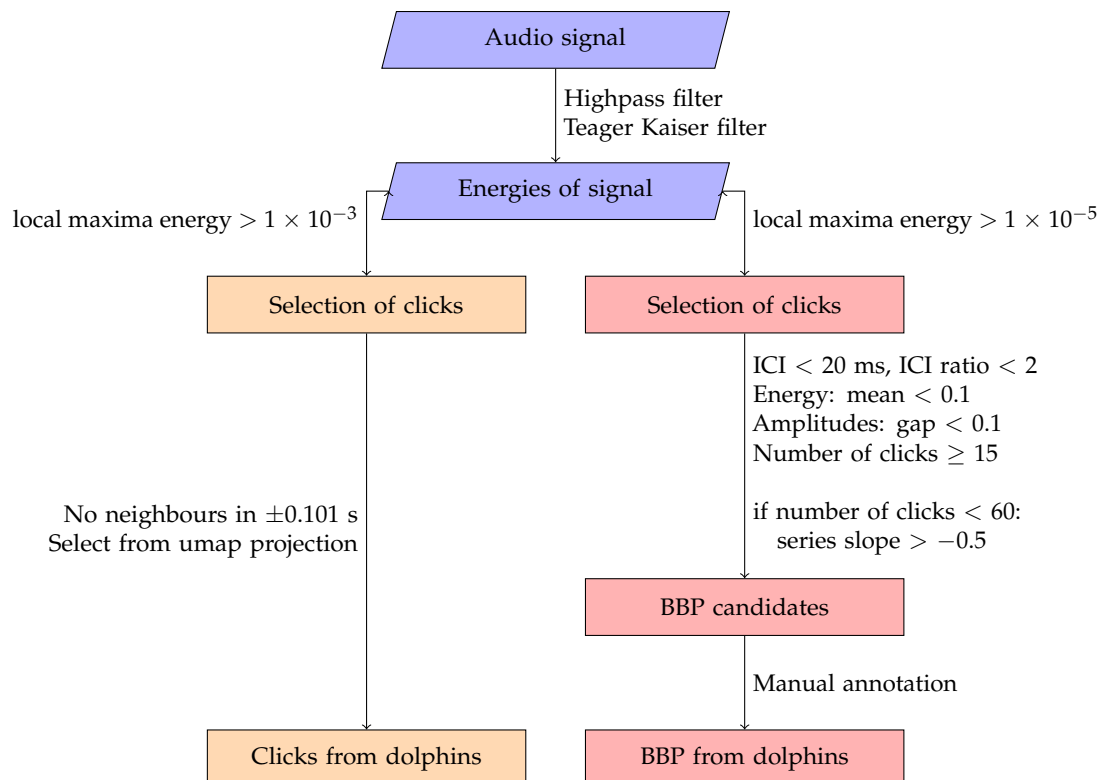 Audio signal
Highpass filter
Teager Kaiser filter
Energies of signal
local maxima energy > 1 × 10⁻³
local maxima energy > 1 × 10⁻⁵
Selection of clicks
Selection of clicks
ICI < 20 ms, ICI ratio < 2
Energy: mean < 0.1
Amplitudes: gap < 0.1
Number of clicks ≥ 15
No neighbours in ±0.101 s
Select from umap projection
if number of clicks < 60:
series slope > −0.5
BBP candidates
Manual annotation
Clicks from dolphins
BBP from dolphins